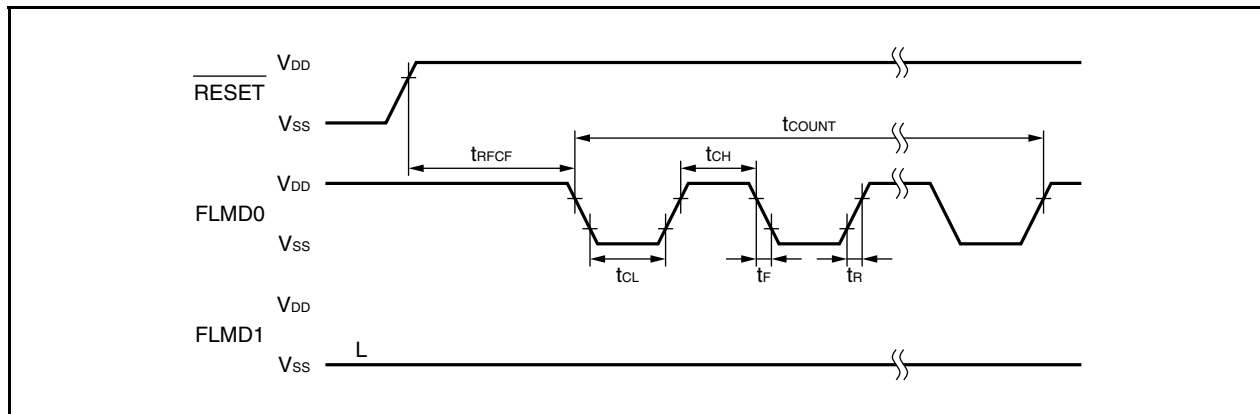 VDD
RESET
VSS
tCOUNT
tRFCF
tCH
VDD
FLMD0
VSS
tCL
tF
tR
VDD
FLMD1
L
VSS